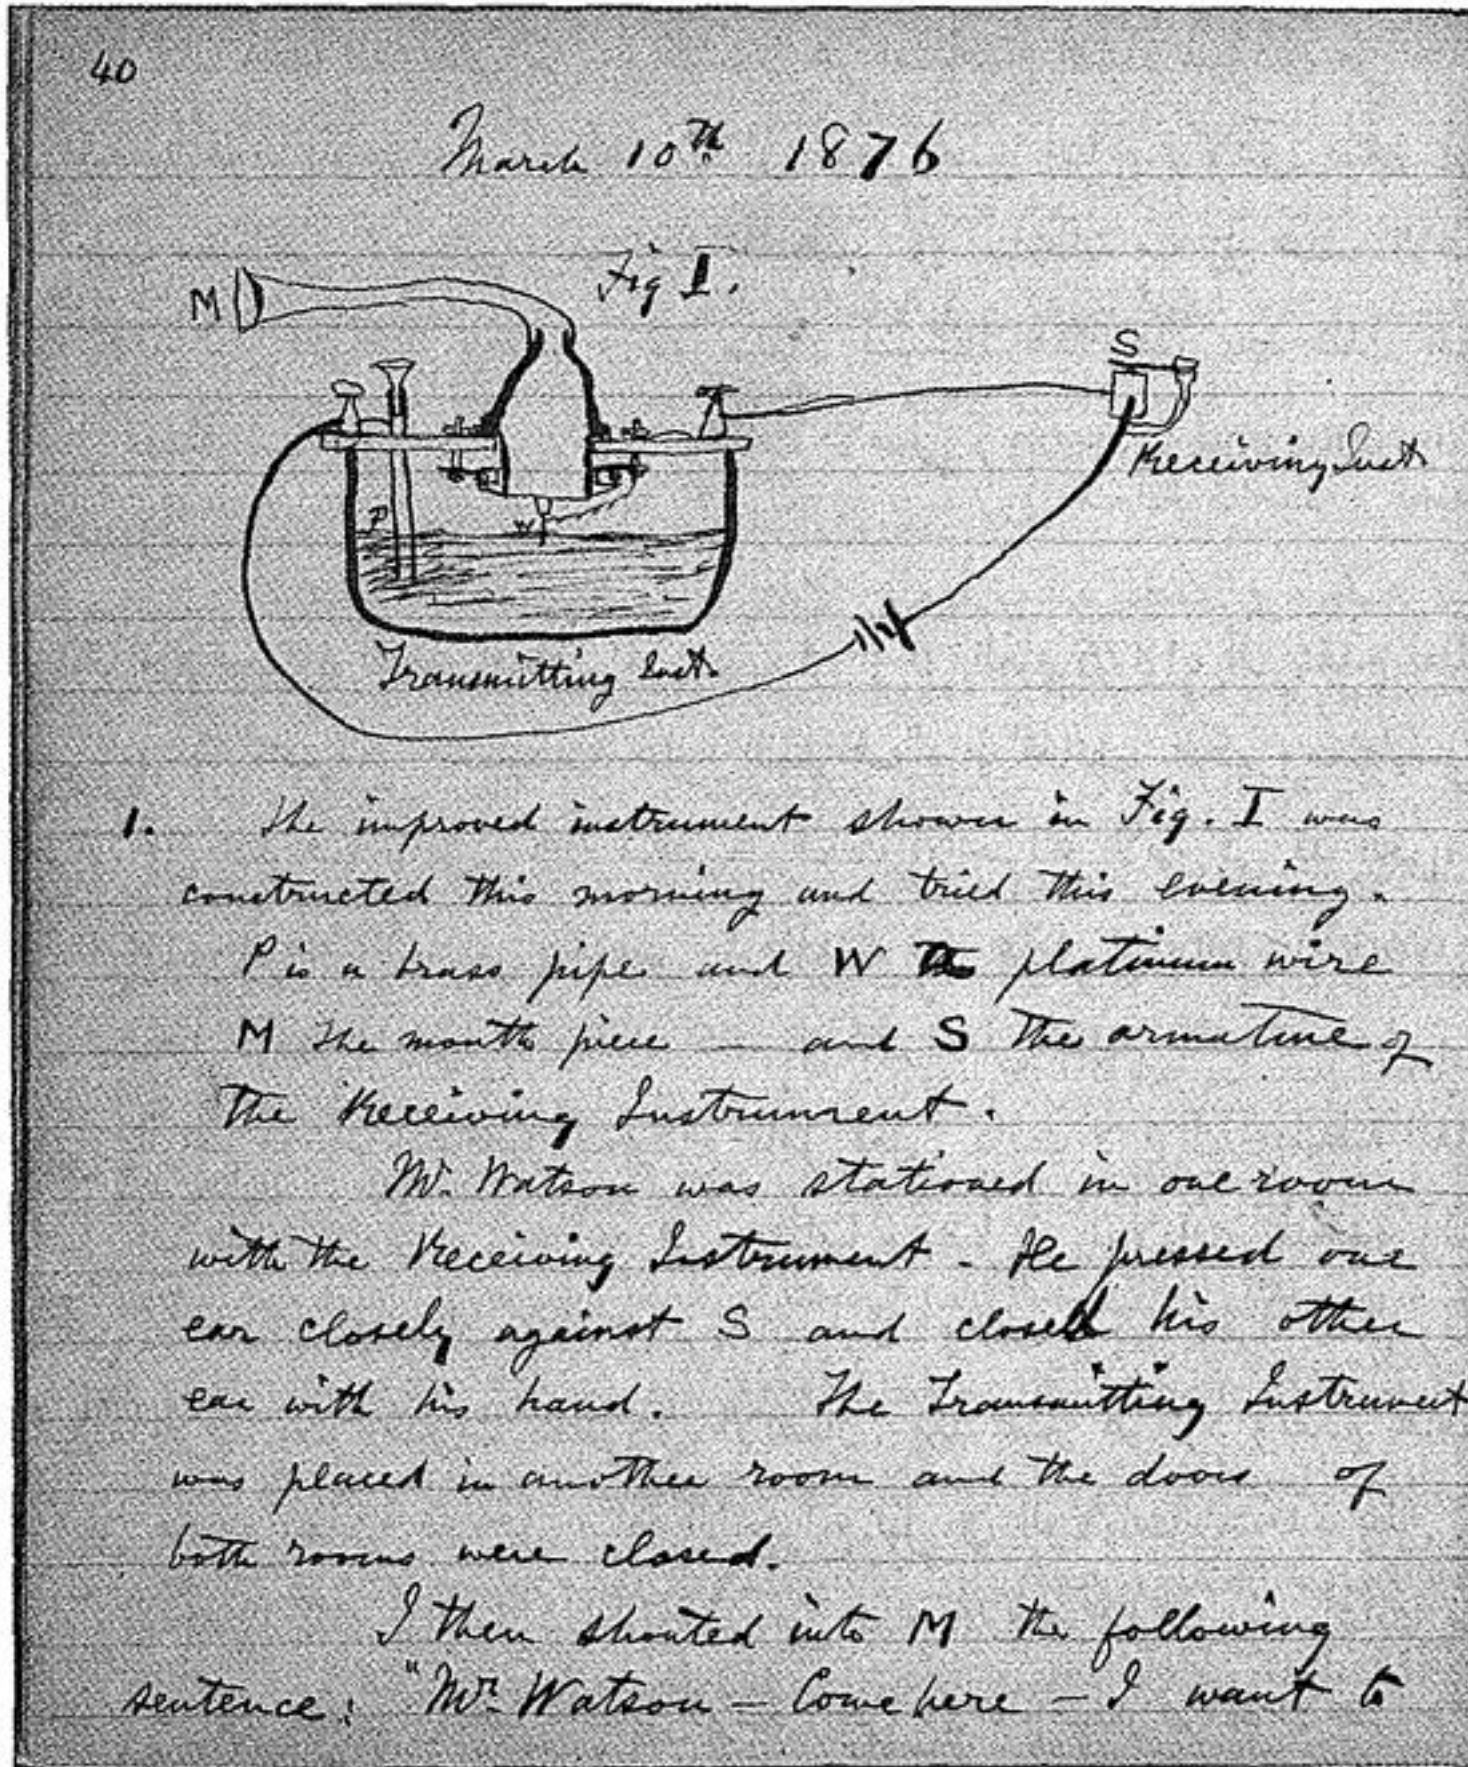 40
March 10th 1876
Fig I.
M
S
Receiving Inst.
P
W
Transmitting Inst.
1. The improved instrument shown in Fig. I was
constructed this morning and tried this evening.
P is a brass pipe and W the platinum wire
M the mouth piece — and S the armature of
the Receiving Instrument.
Mr. Watson was stationed in one room
with the Receiving Instrument. He pressed one
ear closely against S and closed his other
ear with his hand. The Transmitting Instrument
was placed in another room and the doors of
both rooms were closed.
I then shouted into M the following
sentence: "Mr. Watson — Come here — I want to